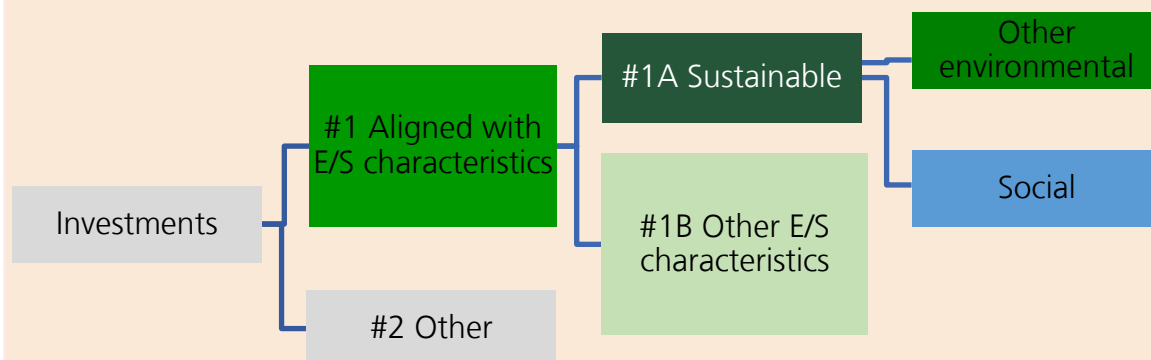 Investments
#1 Aligned with
E/S characteristics
#2 Other
#1A Sustainable
#1B Other E/S
characteristics
Other
environmental
Social